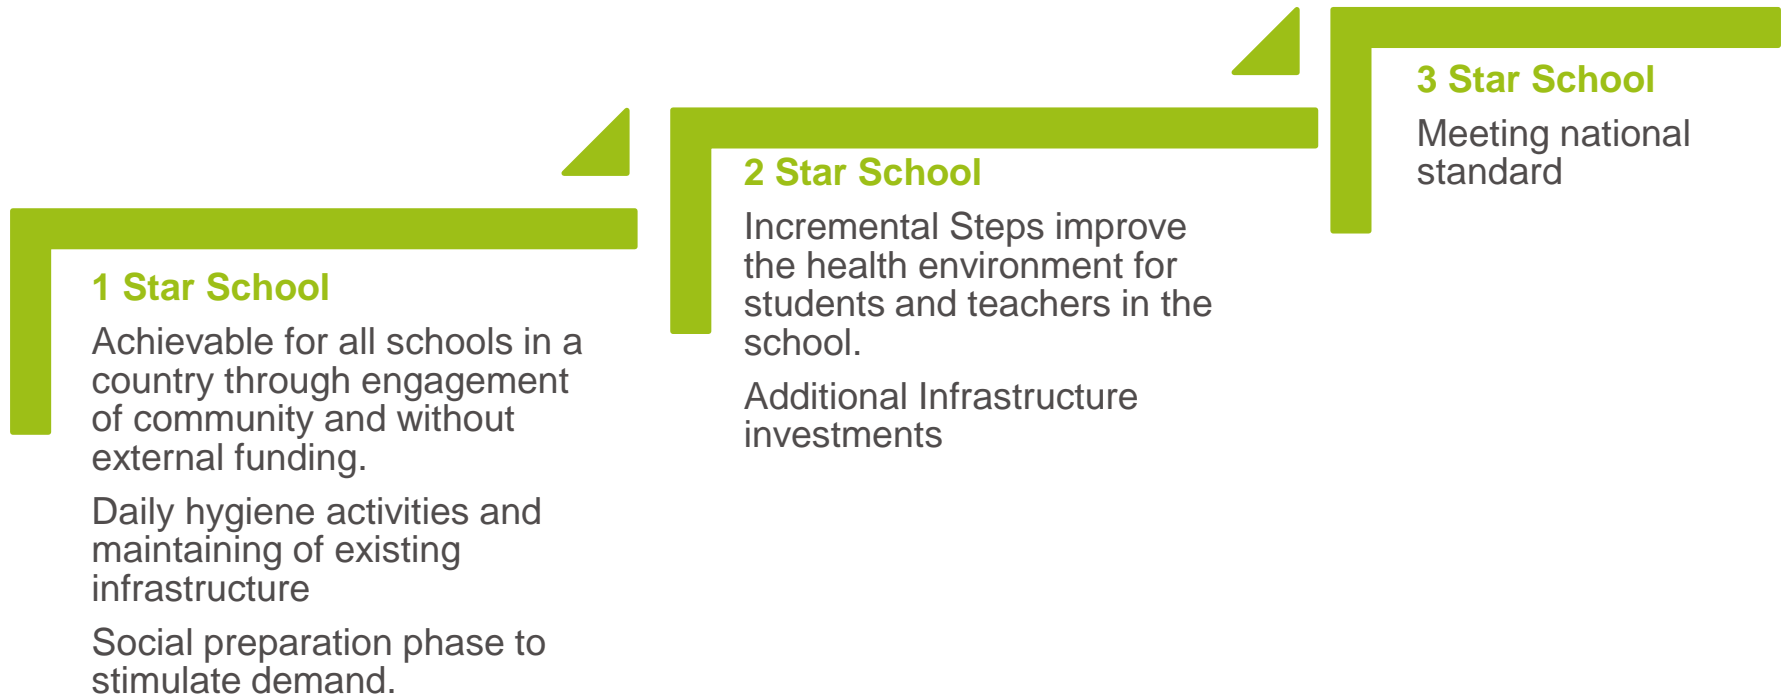 1 Star School
Achievable for all schools in a
country through engagement
of community and without
external funding.
Daily hygiene activities and
maintaining of existing
infrastructure
Social preparation phase to
stimulate demand.
2 Star School
Incremental Steps improve
the health environment for
students and teachers in the
school.
Additional Infrastructure
investments
3 Star School
Meeting national
standard